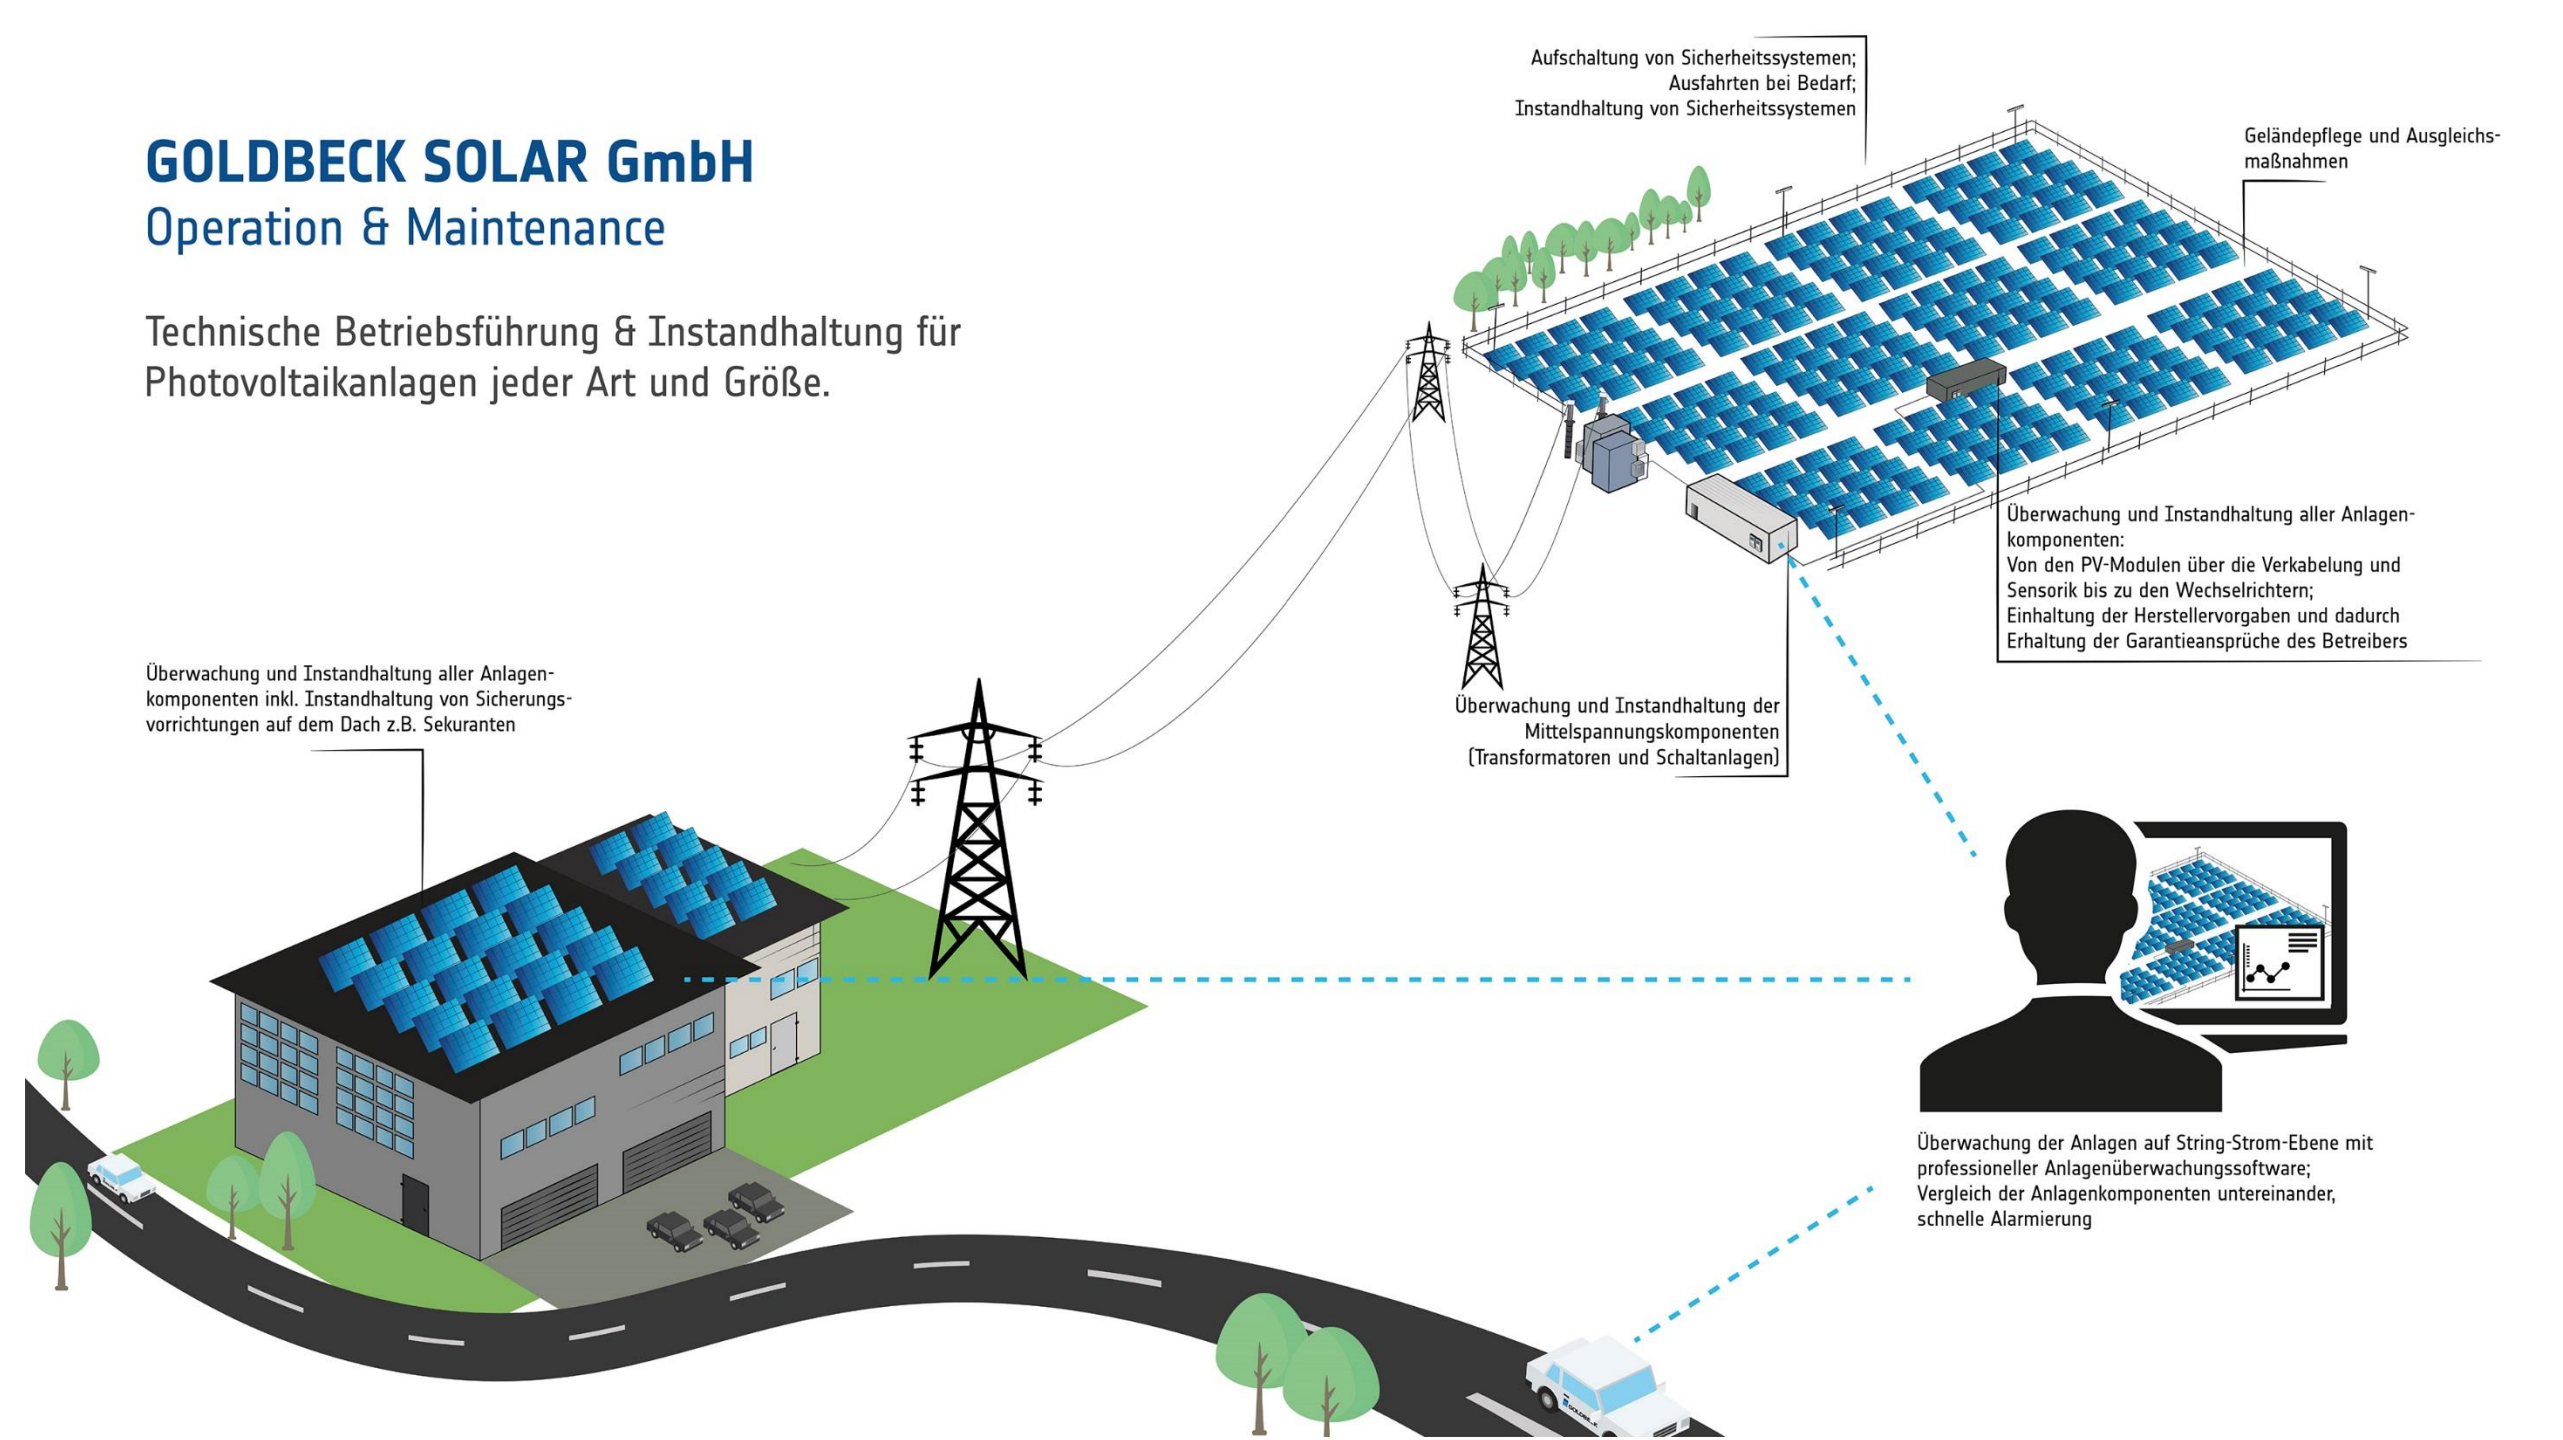 GOLDBECK SOLAR GmbH
Operation & Maintenance
Technische Betriebsführung & Instandhaltung für
Photovoltaikanlagen jeder Art und Größe.
Aufschaltung von Sicherheitssystemen;
Ausfahrten bei Bedarf;
Instandhaltung von Sicherheitssystemen
Geländepflege und Ausgleichs-
maßnahmen
Überwachung und Instandhaltung aller Anlagen-
komponenten:
Von den PV-Modulen über die Verkabelung und
Sensorik bis zu den Wechselrichtern;
Einhaltung der Herstellervorgaben und dadurch
Erhaltung der Garantieansprüche des Betreibers
Überwachung und Instandhaltung der
Mittelspannungskomponenten
(Transformatoren und Schaltanlagen)
Überwachung und Instandhaltung aller Anlagen-
komponenten inkl. Instandhaltung von Sicherungs-
vorrichtungen auf dem Dach z.B. Sekuranten
Überwachung der Anlagen auf String-Strom-Ebene mit
professioneller Anlagenüberwachungssoftware;
Vergleich der Anlagenkomponenten untereinander,
schnelle Alarmierung